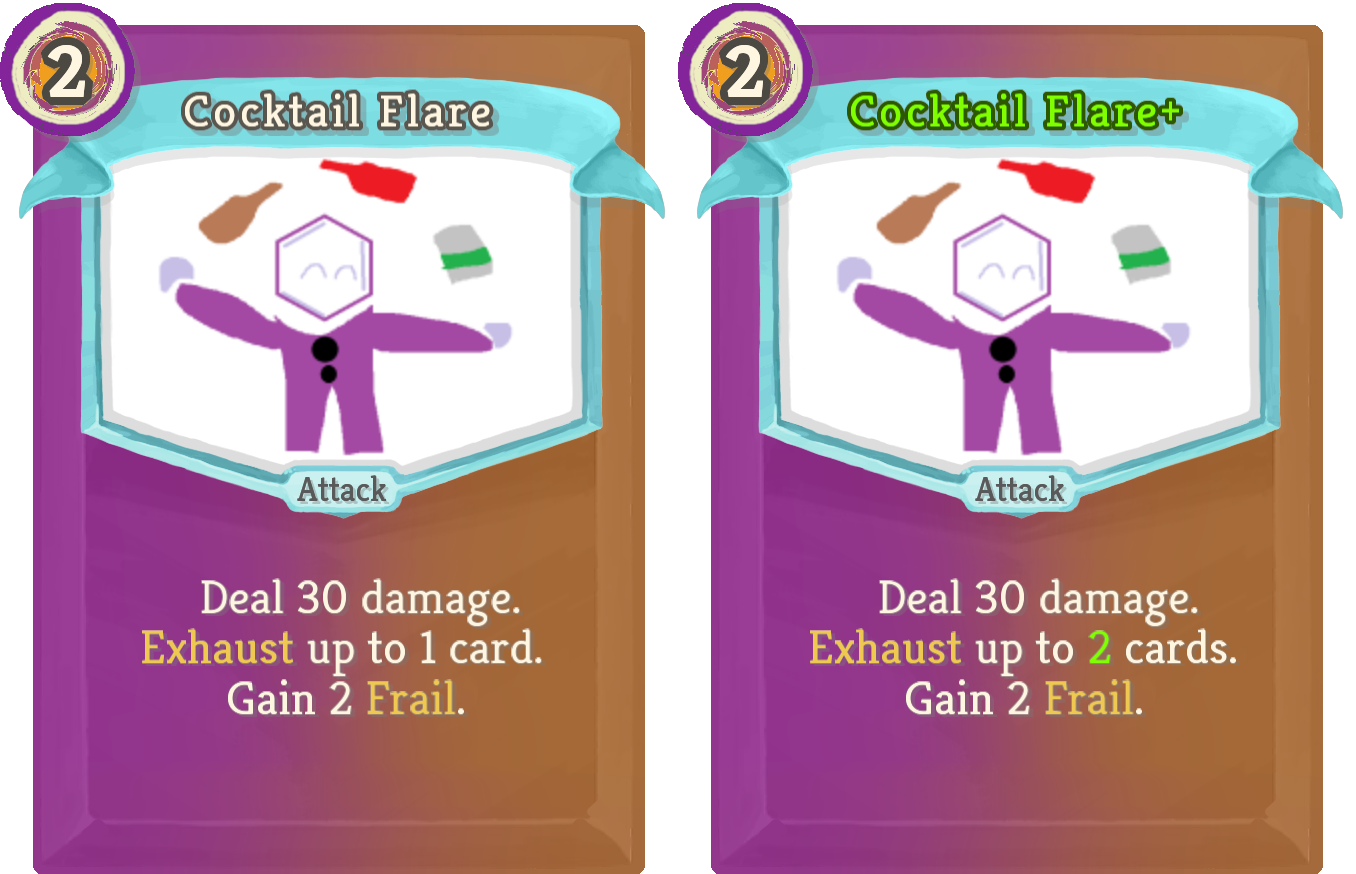 2
Cocktail Flare
Attack
Deal 30 damage.
Exhaust up to 1 card.
Gain 2 Frail.
2
Cocktail Flare+
Attack
Deal 30 damage.
Exhaust up to 2 cards.
Gain 2 Frail.